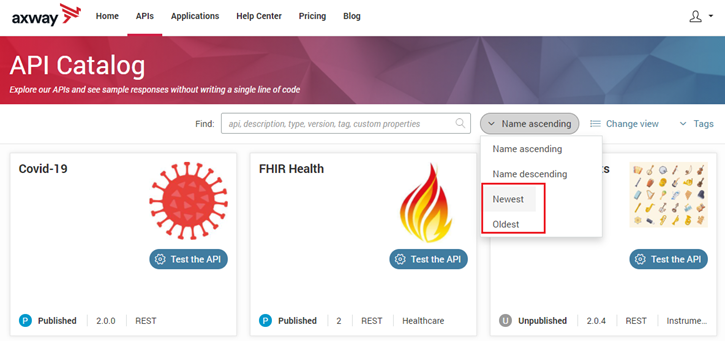 axway
Home APIs Applications Help Center Pricing Blog
API Catalog
Explore our APIs and see sample responses without writing a single line of code
Find: api, description, type, version, tag, custom properties Name ascending Change view Tags
Name ascending
Name descending
Newest
Oldest
Covid-19
FHIR Health
Test the API
Test the API
Test the API
P Published 2.0.0 REST
P Published 2 REST Healthcare
U Unpublished 2.0.4 REST Instrume...